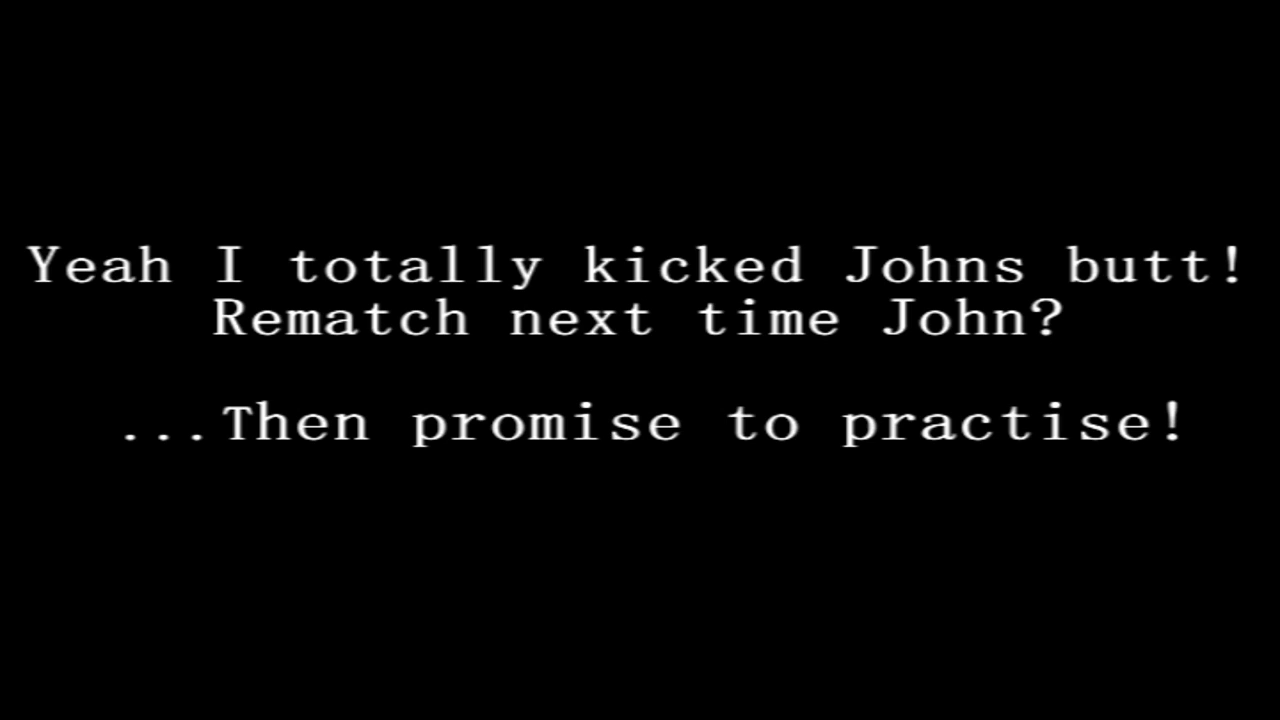 Yeah I totally kicked Johns butt!
Rematch next time John?
...Then promise to practise!